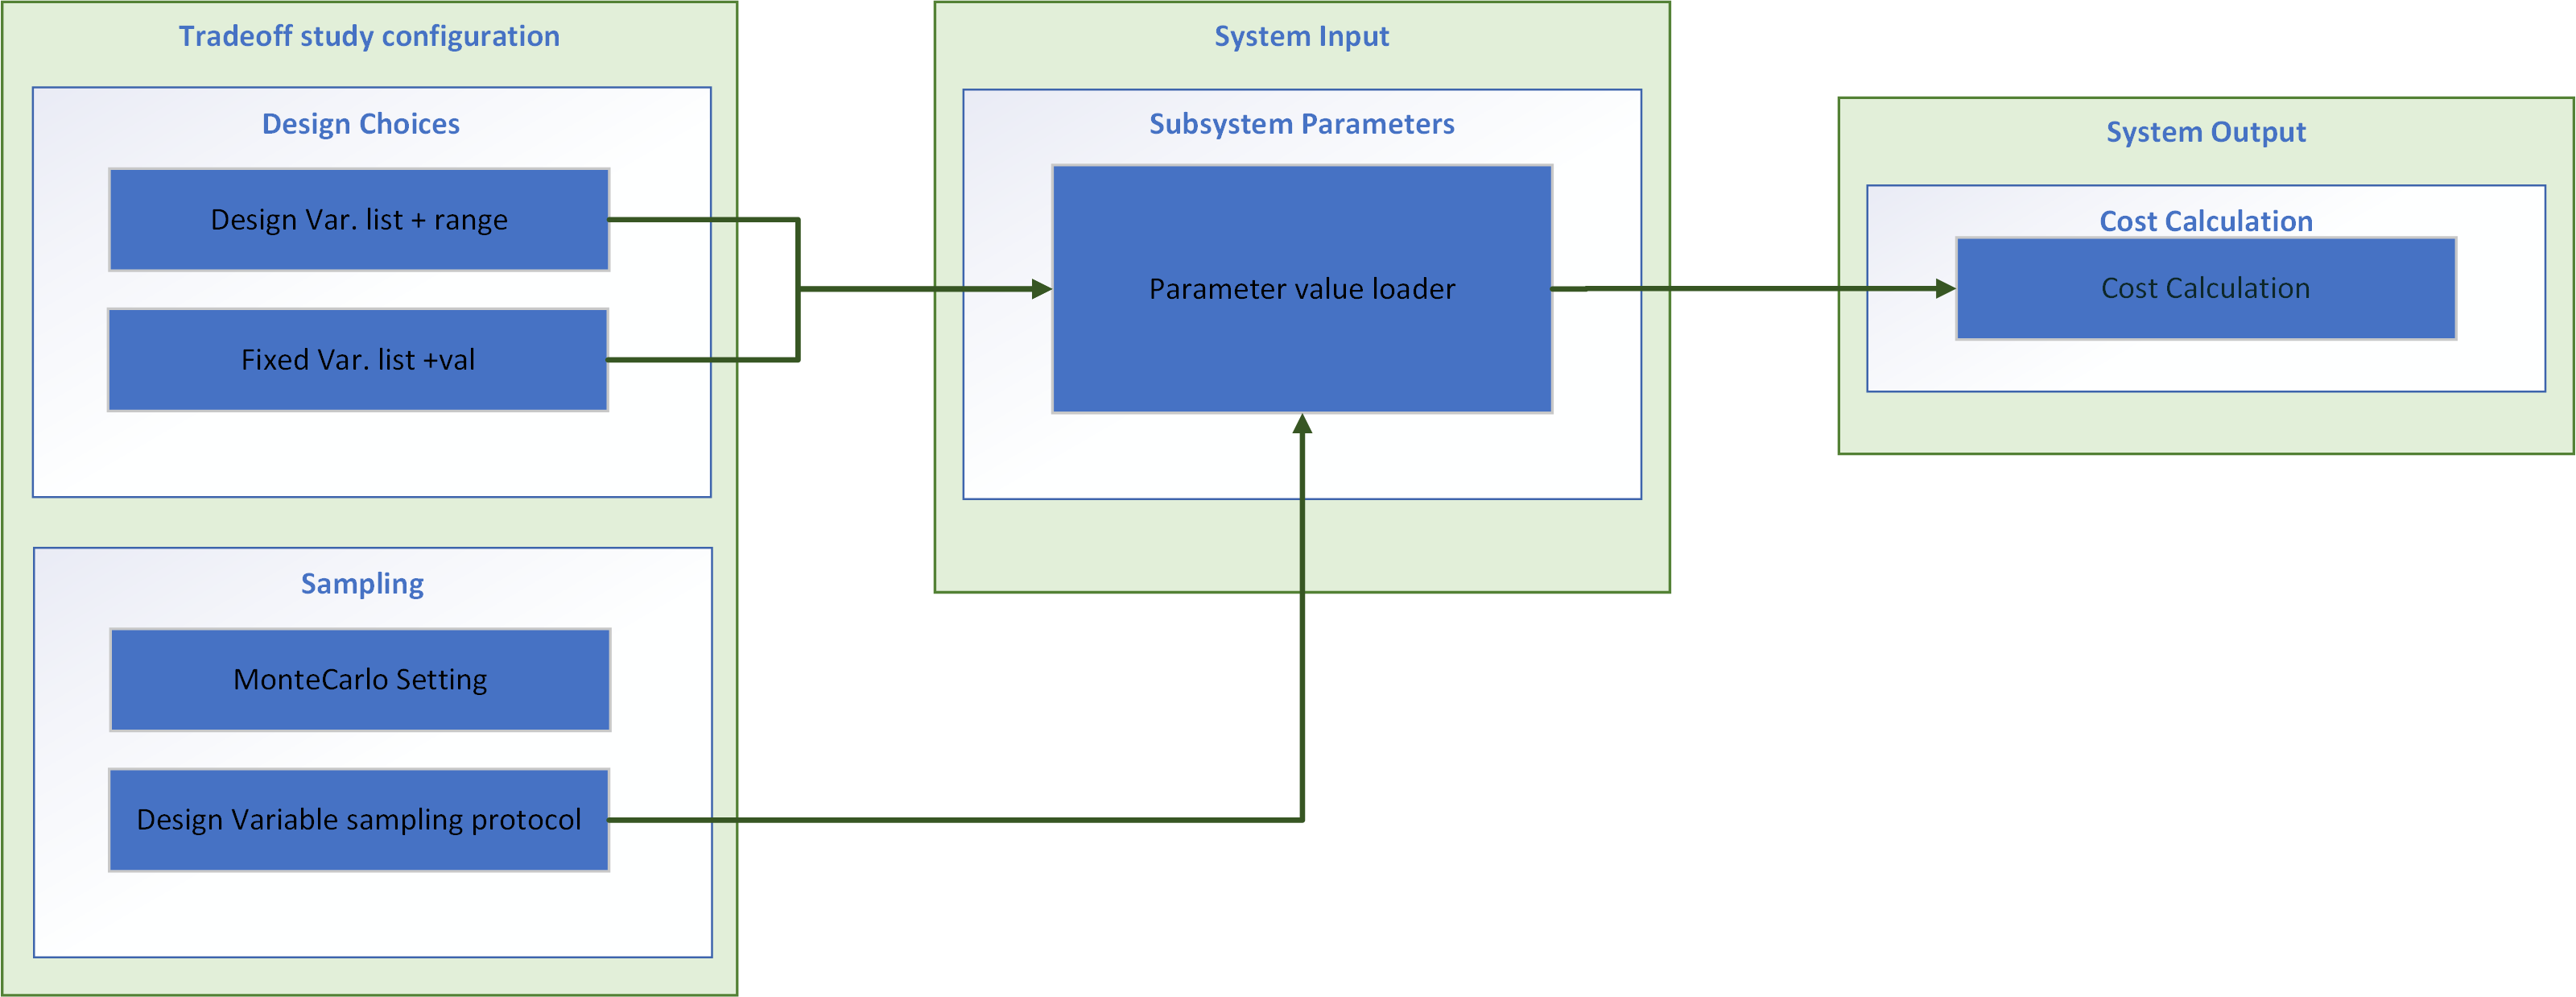 Tradeoff study configuration
Design Choices
Design Var. list + range
Fixed Var. list +val
Sampling
MonteCarlo Setting
Design Variable sampling protocol
System Input
Subsystem Parameters
Parameter value loader
System Output
Cost Calculation
Cost Calculation